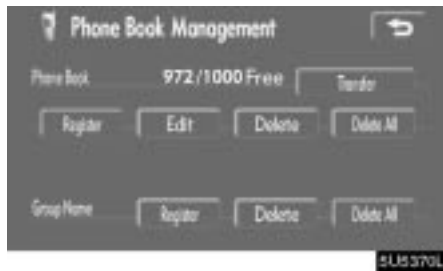 Phone Book Management
Phone Book 972/1000 Free Transfer
Register Edit Delete Delete All
Group Name Register Delete Delete All
5U5370L